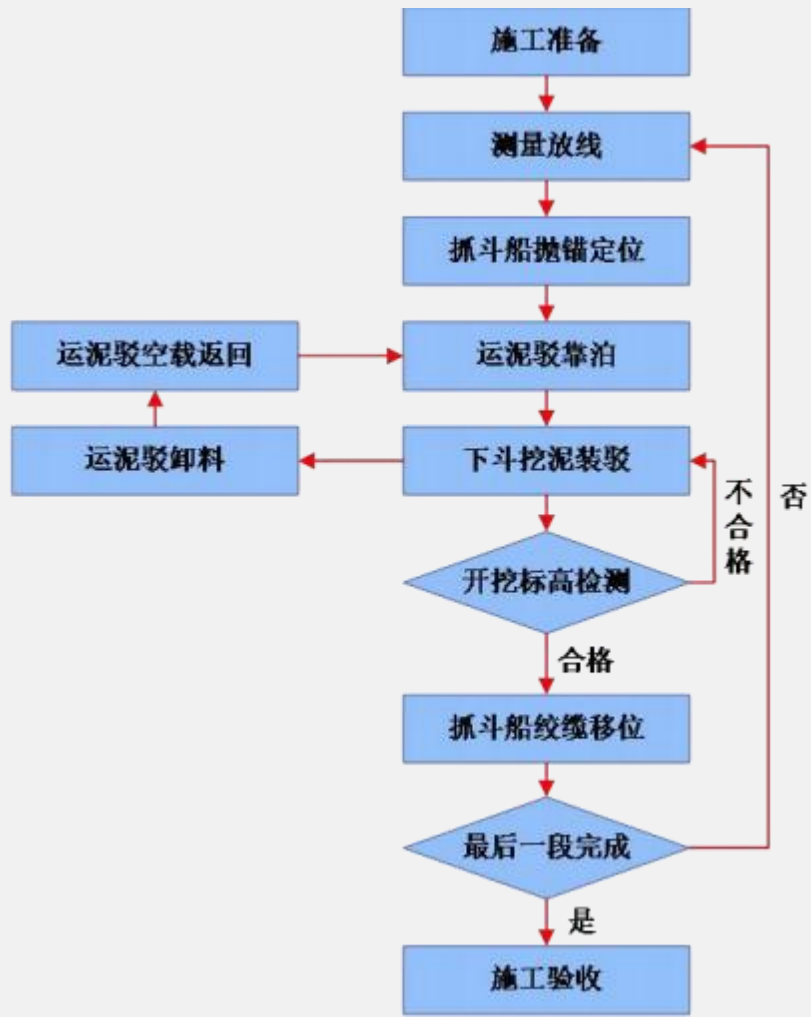 施工准备
测量放线
抓斗船抛锚定位
运泥驳空载返回
运泥驳靠泊
运泥驳卸料
下斗挖泥装驳
不合格
否
开挖标高检测
合格
抓斗船绞缆移位
最后一段完成
是
施工验收